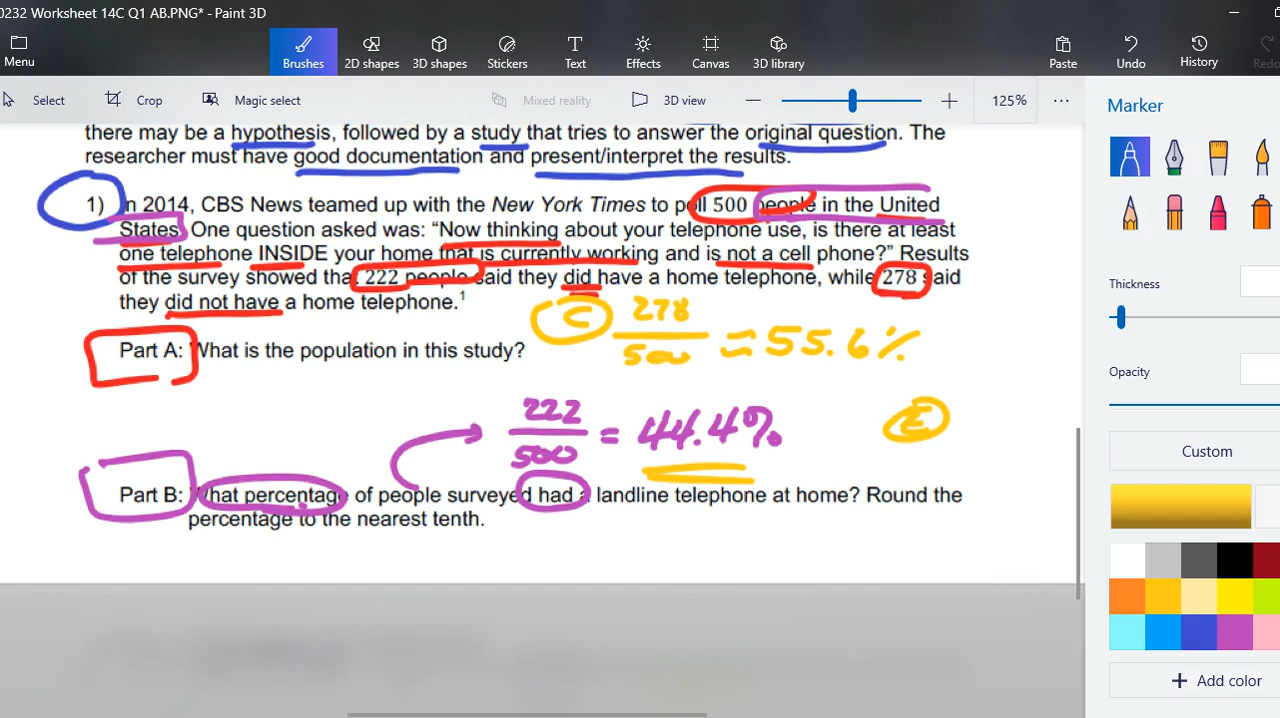 0232 Worksheet 14C Q1 AB.PNG* - Paint 3D
Menu
Brushes
2D shapes
3D shapes
Stickers
Text
Effects
Canvas
3D library
Paste
Undo
History
Redo
Select
Crop
Magic select
Mixed reality
3D view
125%
Marker
there may be a hypothesis, followed by a study that tries to answer the original question. The
researcher must have good documentation and present/interpret the results.
1) In 2014, CBS News teamed up with the New York Times to poll 500 people in the United
States. One question asked was: “Now thinking about your telephone use, is there at least
one telephone INSIDE your home that is currently working and is not a cell phone?” Results
of the survey showed that 222 people said they did have a home telephone, while 278 said
they did not have a home telephone.¹
C 278/500 ≈ 55.6%
Part A: What is the population in this study?
222/500 = 44.4%
Part B: What percentage of people surveyed had a landline telephone at home? Round the
percentage to the nearest tenth.
Thickness
Opacity
Custom
Add color